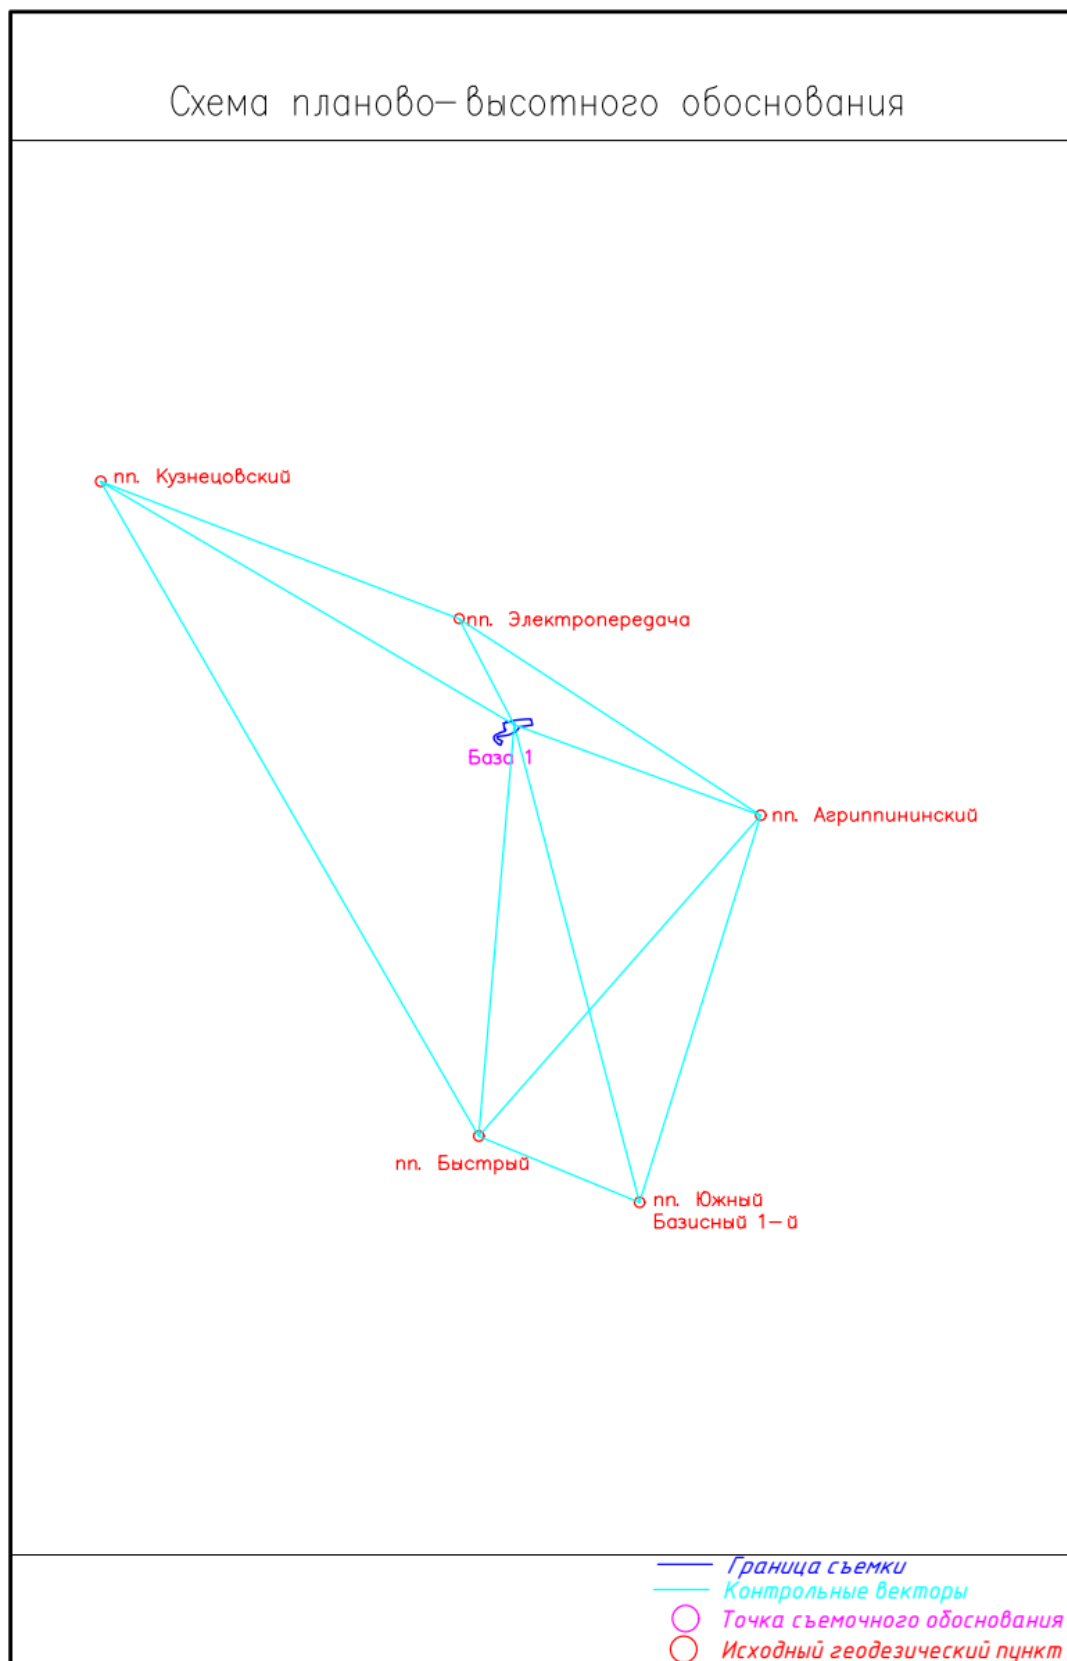 Схема планово-высотного обоснования
пп. Кузнецовский
пп. Электропередача
База 1
пп. Агриппининский
пп. Быстрый
пп. Южный
Базисный 1-й
Граница съемки
Контрольные векторы
Точка съемочного обоснования
Исходный геодезический пункт